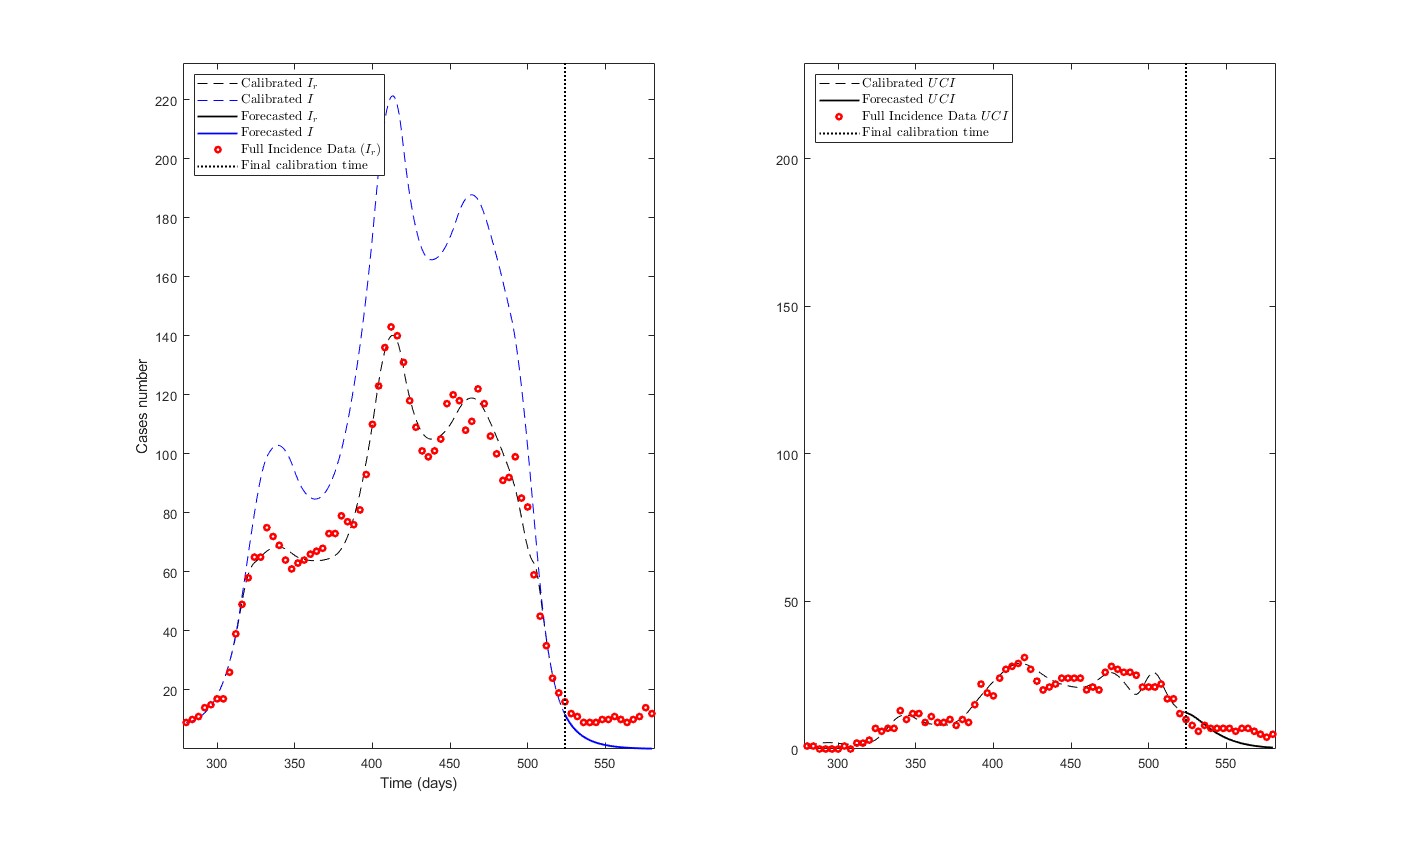 Calibrated I_r
Calibrated I
Forecasted I_r
Forecasted I
Full Incidence Data (I_r)
Final calibration time
220
200
180
160
140
120
100
80
60
40
20
300 350 400 450 500 550
Cases number
Time (days)
Calibrated UCI
Forecasted UCI
Full Incidence Data UCI
Final calibration time
200
150
100
50
0
300 350 400 450 500 550